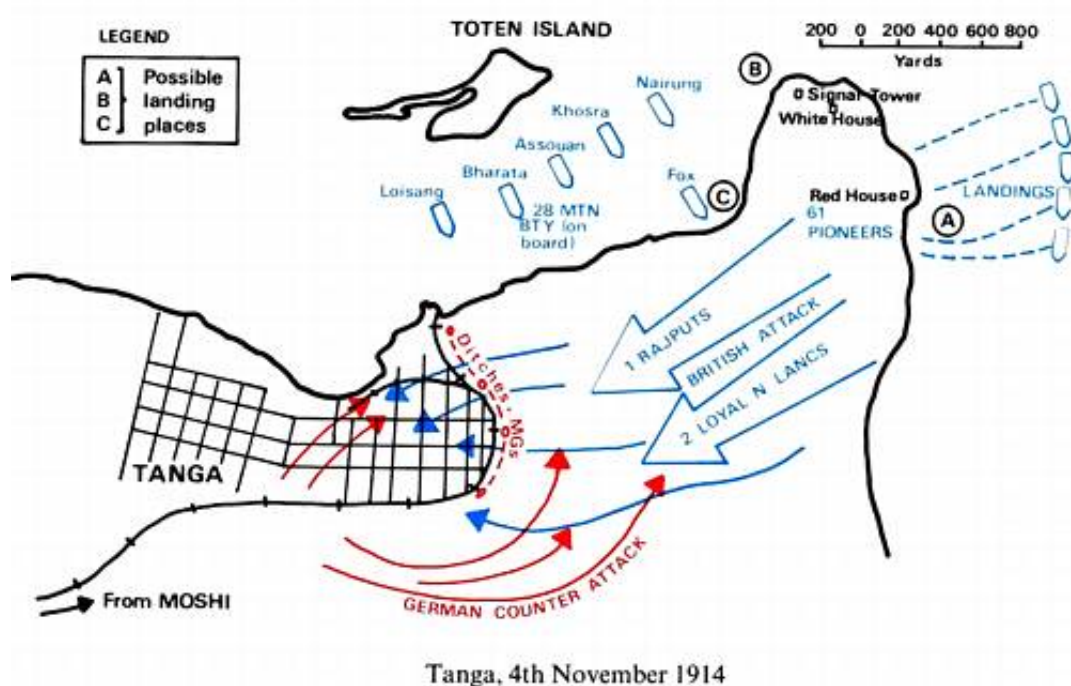 LEGEND
A Possible
B landing
C places
TOTEN ISLAND
200 0 200 400 600 800
Yards
B
Signal Tower
White House
Nairung
Khosra
Assouan
Bharata
Loisang
28 MTN
BTY (on
board)
Fox
C
Red House
LANDINGS
A
61
PIONEERS
1 RAJPUTS
BRITISH ATTACK
2 LOYAL N LANCS
Ditches, MGs
TANGA
GERMAN COUNTER ATTACK
From MOSHI
Tanga, 4th November 1914